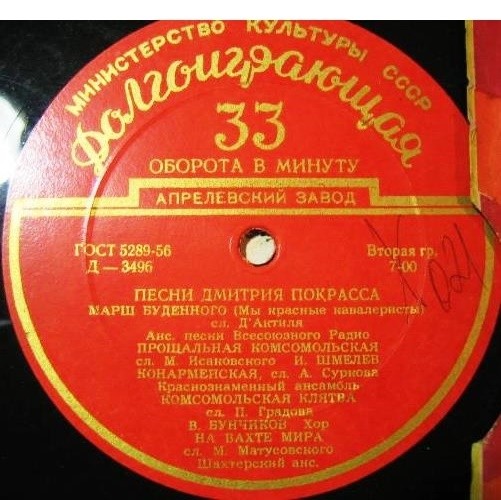 МИНИСТЕРСТВО КУЛЬТУРЫ СССР
Долгоиграющая
33
ОБОРОТА В МИНУТУ
АПРЕЛЕВСКИЙ ЗАВОД
ГОСТ 5289-56
Д — 3496
Вторая гр.
7-00
ПЕСНИ ДМИТРИЯ ПОКРАССА
МАРШ БУДЕННОГО (Мы красные кавалеристы)
сл. Д'Актиля
Анс. песни Всесоюзного Радио
ПРОЩАЛЬНАЯ КОМСОМОЛЬСКАЯ
сл. М. Исаковского И. ШМЕЛЕВ
КОНАРМЕЙСКАЯ, сл. А. Суркова
Краснознаменный ансамбль
КОМСОМОЛЬСКАЯ КЛЯТВА
сл. П. Градова
В. БУНЧИКОВ Хор
НА ВАХТЕ МИРА
сл. М. Матусовского
Шахтерский анс.